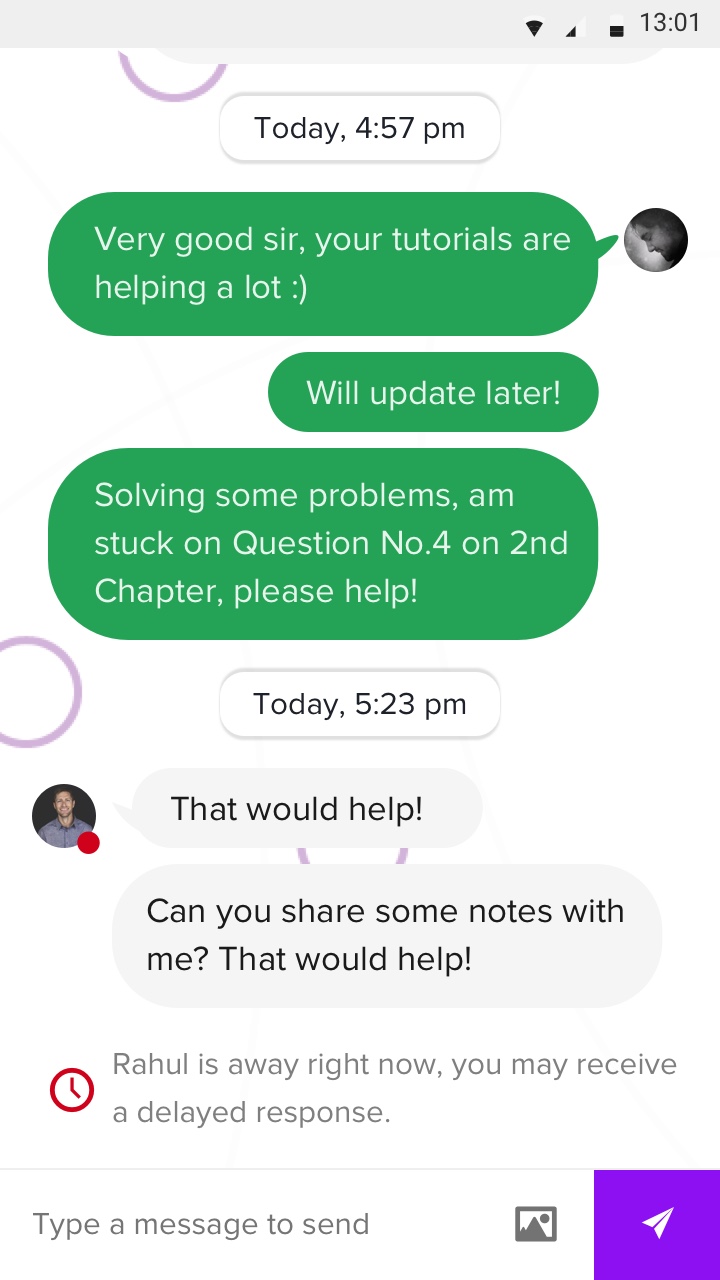 13:01
Today, 4:57 pm
Very good sir, your tutorials are
helping a lot :)
Will update later!
Solving some problems, am
stuck on Question No.4 on 2nd
Chapter, please help!
Today, 5:23 pm
That would help!
Can you share some notes with
me? That would help!
Rahul is away right now, you may receive
a delayed response.
Type a message to send